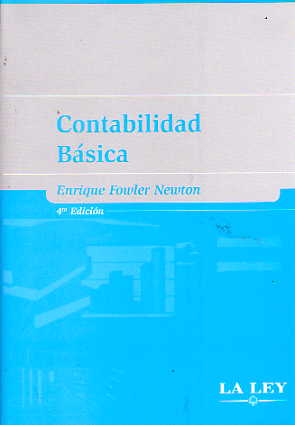 Contabilidad
Básica
Enrique Fowler Newton
4ta Edición
LA LEY